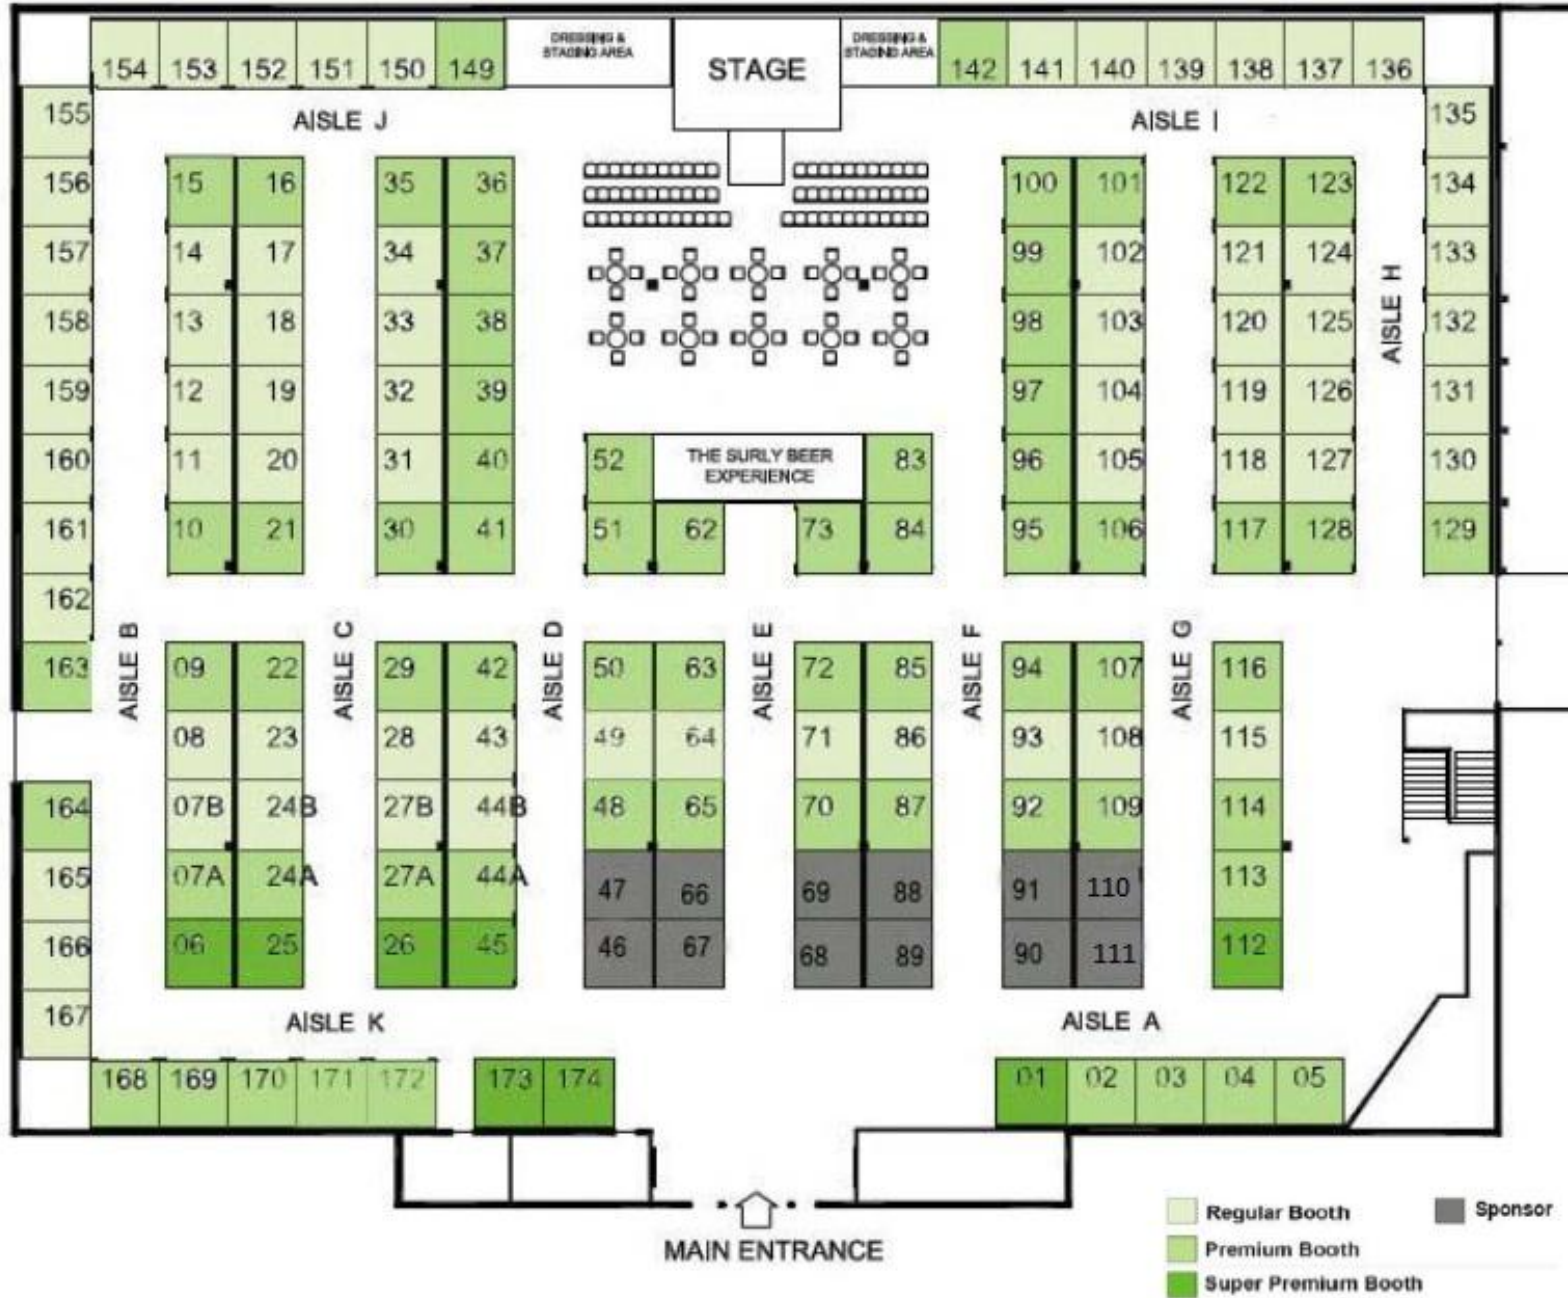 DRESSING &
STAGING AREA
STAGE
DRESSING &
STAGING AREA
154 153 152 151 150 149
142 141 140 139 138 137 136
155 AISLE J AISLE I 135
156 15 16 35 36 100 101 122 123 134
157 14 17 34 37 99 102 121 124 133
158 13 18 33 38 98 103 120 125 132
AISLE H
159 12 19 32 39 97 104 119 126 131
160 11 20 31 40 52 THE SURLY BEER
EXPERIENCE
83 96 105 118 127 130
161 10 21 30 41 51 62 73 84 95 106 117 128 129
162
AISLE B AISLE C AISLE D AISLE E AISLE F AISLE G
163 09 22 29 42 50 63 72 85 94 107 116
08 23 28 43 49 64 71 86 93 108 115
164 07B 24B 27B 44B 48 65 70 87 92 109 114
165 07A 24A 27A 44A 47 66 69 88 91 110 113
166 06 25 26 45 46 67 68 89 90 111 112
167 AISLE K AISLE A
168 169 170 171 172 173 174 01 02 03 04 05
MAIN ENTRANCE
Regular Booth Sponsor
Premium Booth
Super Premium Booth